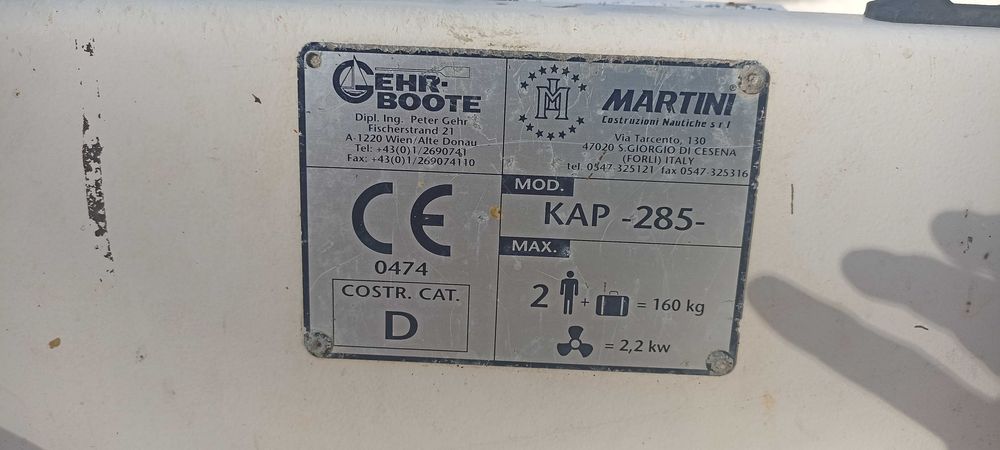 GEHR-
BOOTE
Dipl. Ing. Peter Gehr
Fischerstrand 21
A-1220 Wien/Alte Donau
Tel: +43(0)1/2690741
Fax: +43(0)1/269074110
IMM
MARTINI®
Costruzioni Nautiche s r l
Via Tarcento, 130
47020 S.GIORGIO DI CESENA
(FORLI) ITALY
tel. 0547-325121 fax 0547-325316
CE
0474
COSTR. CAT.
D
MOD.
KAP -285-
MAX.
2 + = 160 kg
= 2,2 kw